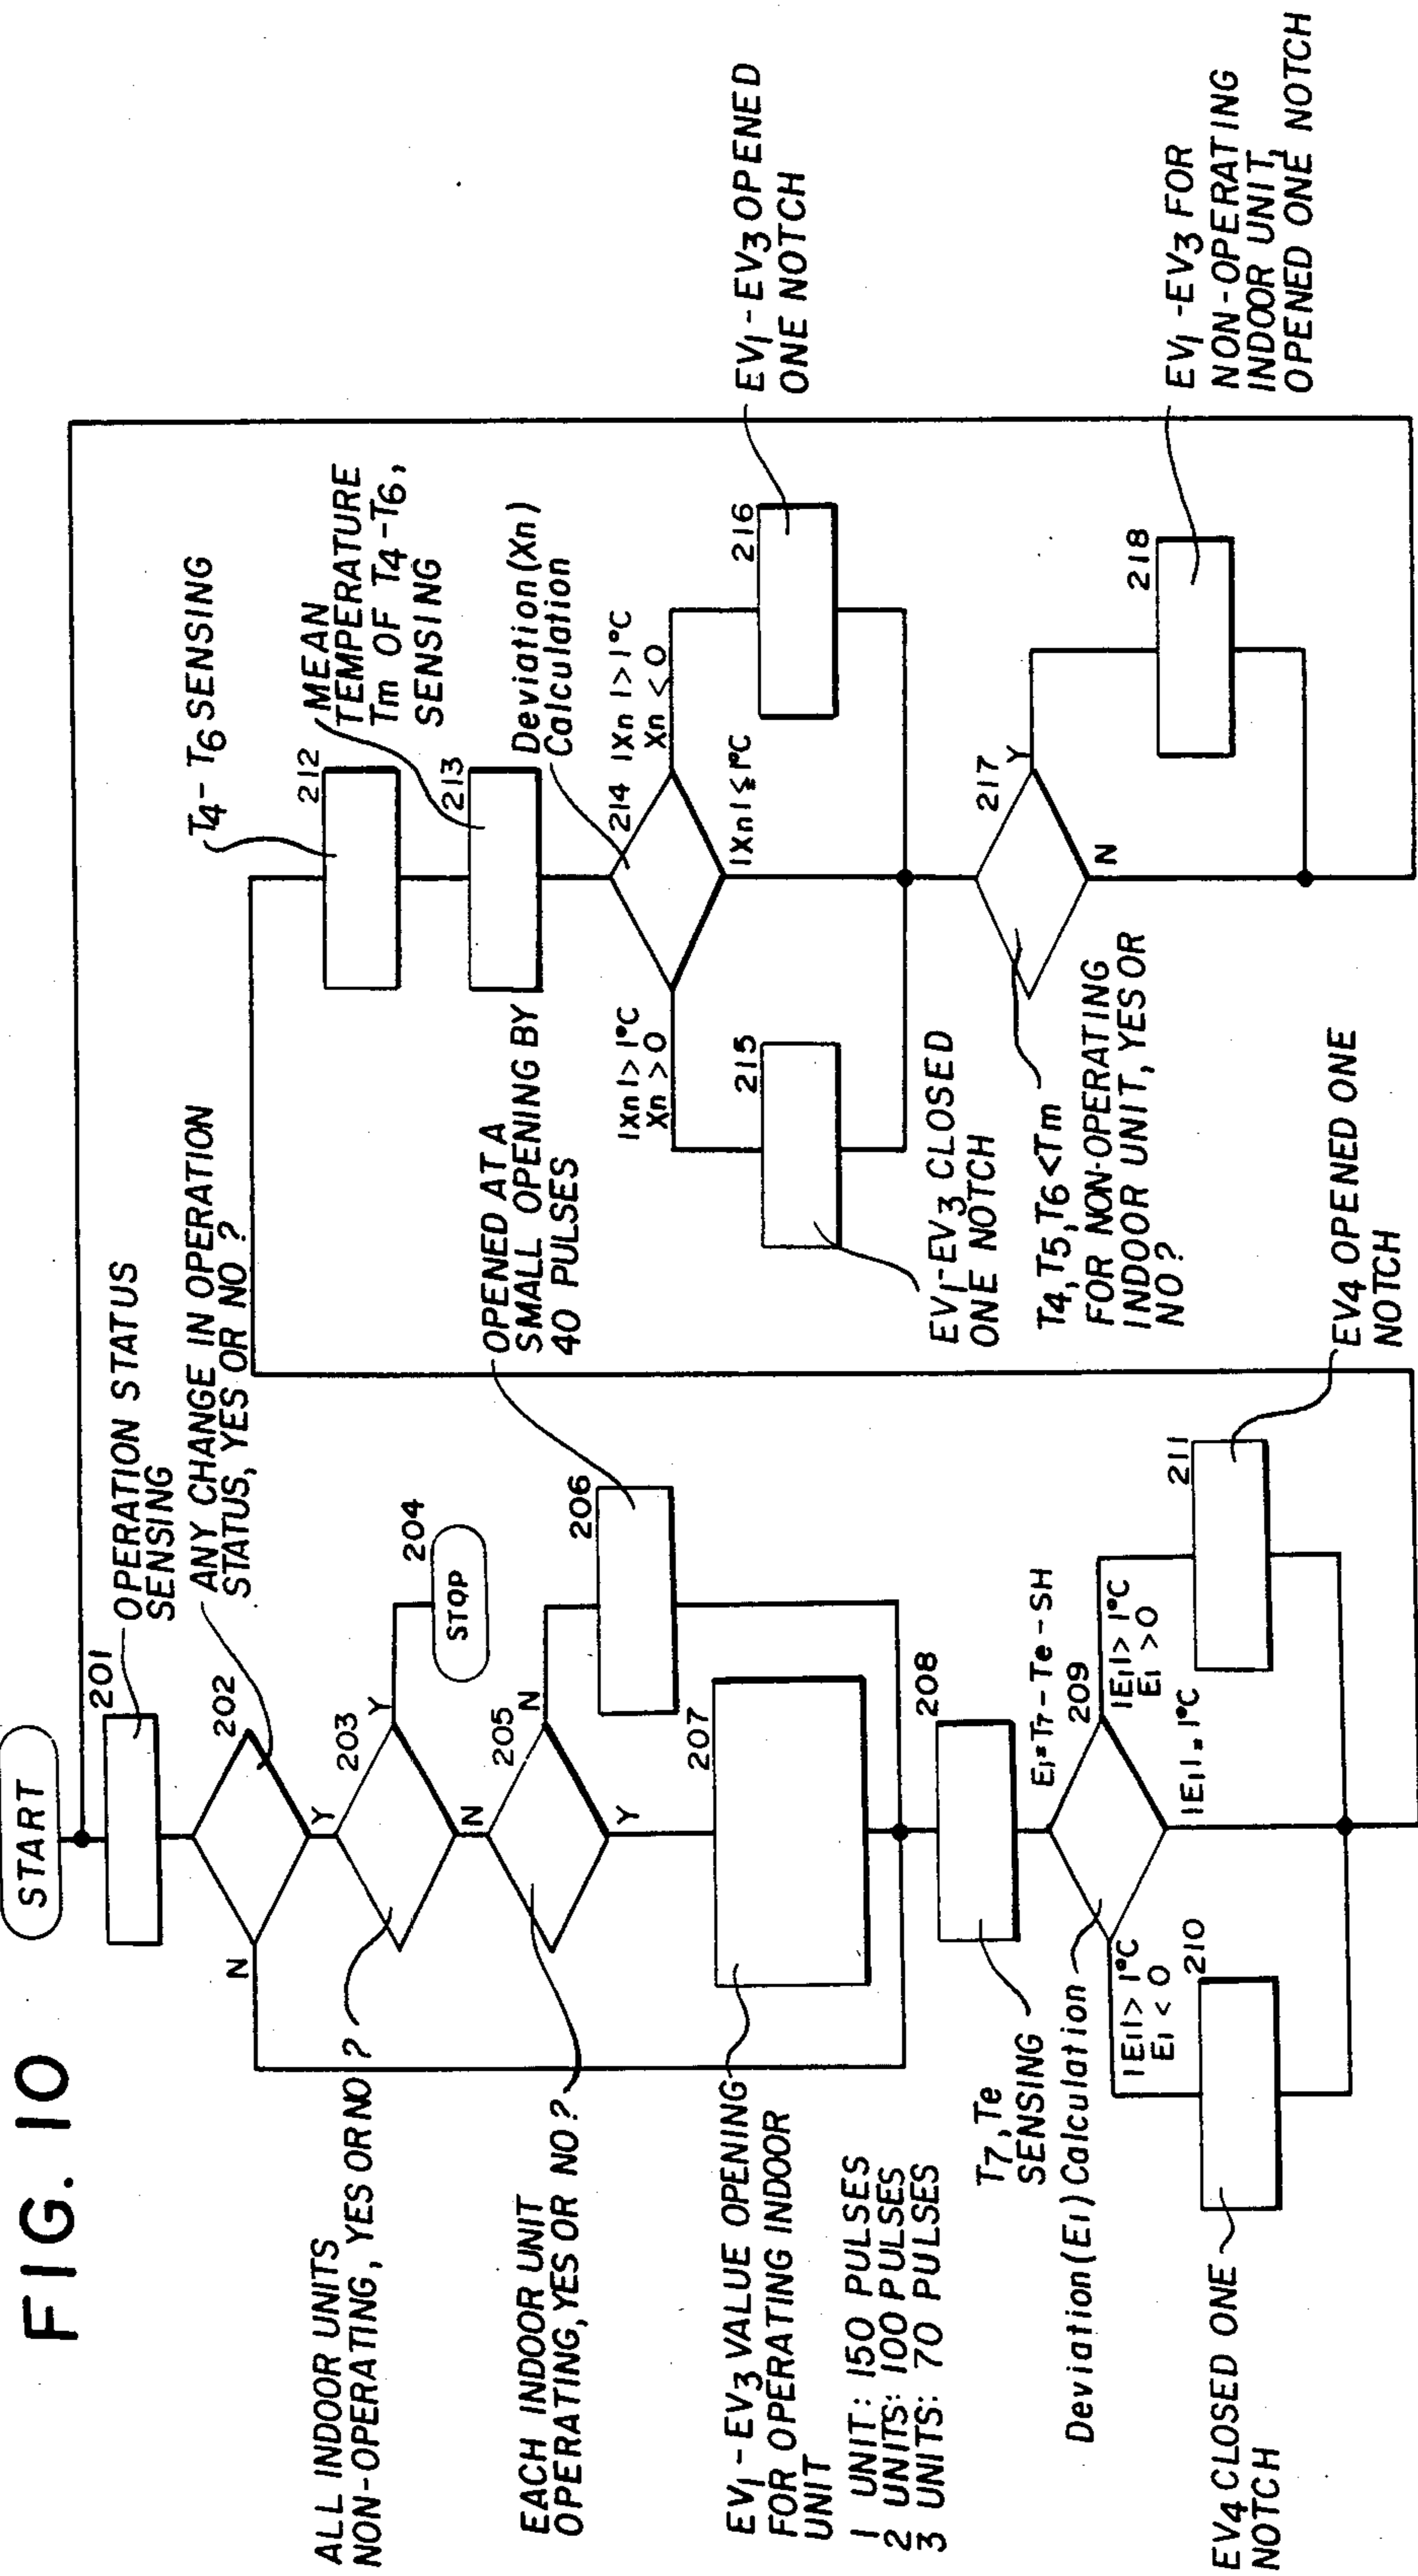 FIG. 10
START
201
OPERATION STATUS
SENSING
202
ANY CHANGE IN OPERATION
STATUS, YES OR NO ?
N
Y
203
ALL INDOOR UNITS
NON-OPERATING, YES OR NO ?
Y
204
STOP
N
205
EACH INDOOR UNIT
OPERATING, YES OR NO ?
N
206
OPENED AT A
SMALL OPENING BY
40 PULSES
Y
207
EV1-EV3 VALUE OPENING
FOR OPERATING INDOOR
UNIT
1 UNIT: 150 PULSES
2 UNITS: 100 PULSES
3 UNITS: 70 PULSES
208
T7, Te
SENSING
E1=T7-Te-SH
209
Deviation(E1) Calculation
|E1|>1°C
E1<0
210
EV4 CLOSED ONE
NOTCH
|E1|>1°C
E1>0
211
EV4 OPENED ONE
NOTCH
|E1|=1°C
T4-T6 SENSING
212
213
MEAN
TEMPERATURE
Tm OF T4-T6,
SENSING
Deviation(Xn)
Calculation
214
|Xn|>1°C
Xn>0
215
EV1-EV3 CLOSED
ONE NOTCH
|Xn|>1°C
Xn<0
216
EV1-EV3 OPENED
ONE NOTCH
|Xn|≦1°C
217
T4, T5, T6<Tm
FOR NON-OPERATING
INDOOR UNIT, YES OR
NO?
Y
218
EV1-EV3 FOR
NON-OPERATING
INDOOR UNIT,
OPENED ONE NOTCH
N